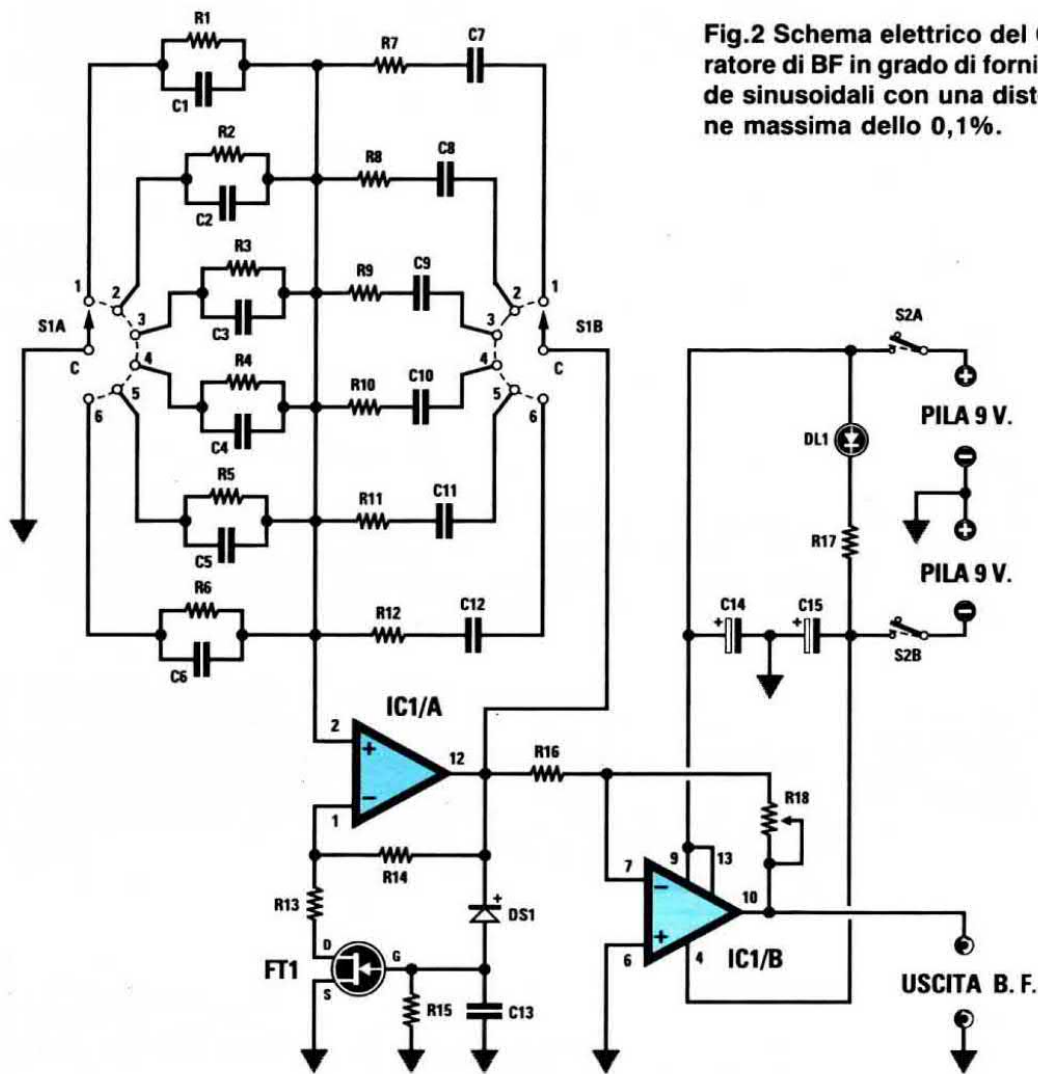 Fig.2 Schema elettrico del
ratore di BF in grado di forni
de sinusoidali con una dist
ne massima dello 0,1%.
R1
C1
R7
C7
R2
C2
R8
C8
R3
C3
R9
C9
R4
C4
R10
C10
R5
C5
R11
C11
R6
C6
R12
C12
S1A
1
2
3
4
5
6
C
S1B
1
2
3
4
5
6
C
S2A
+
PILA 9 V.
-
DL1
R17
+
PILA 9 V.
-
S2B
+
C14
+
C15
IC1/A
2
+
12
-
1
R16
R18
R14
R13
DS1
+
D
G
S
FT1
R15
C13
7
-
9
13
10
+
6
4
IC1/B
USCITA B. F.